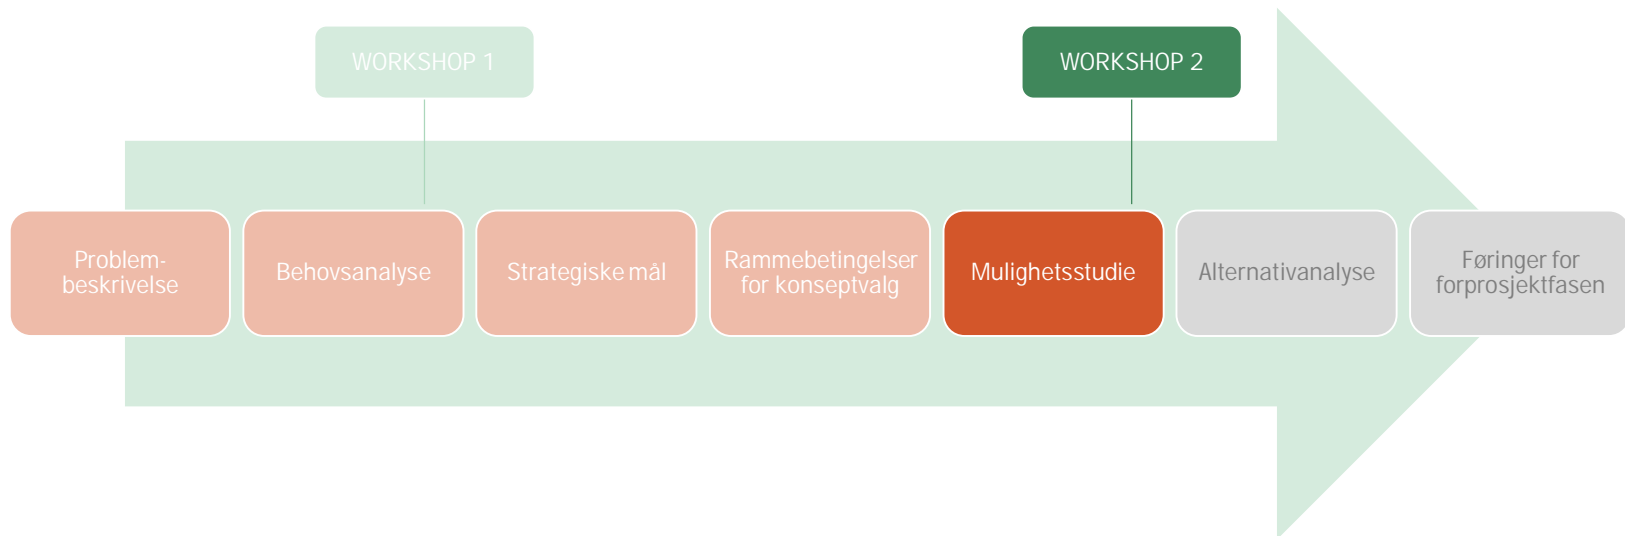 WORKSHOP 1
WORKSHOP 2
Problem-
beskrivelse
Behovsanalyse
Strategiske mål
Rammebetingelser
for konseptvalg
Mulighetsstudie
Alternativanalyse
Føringer for
forprosjektfasen